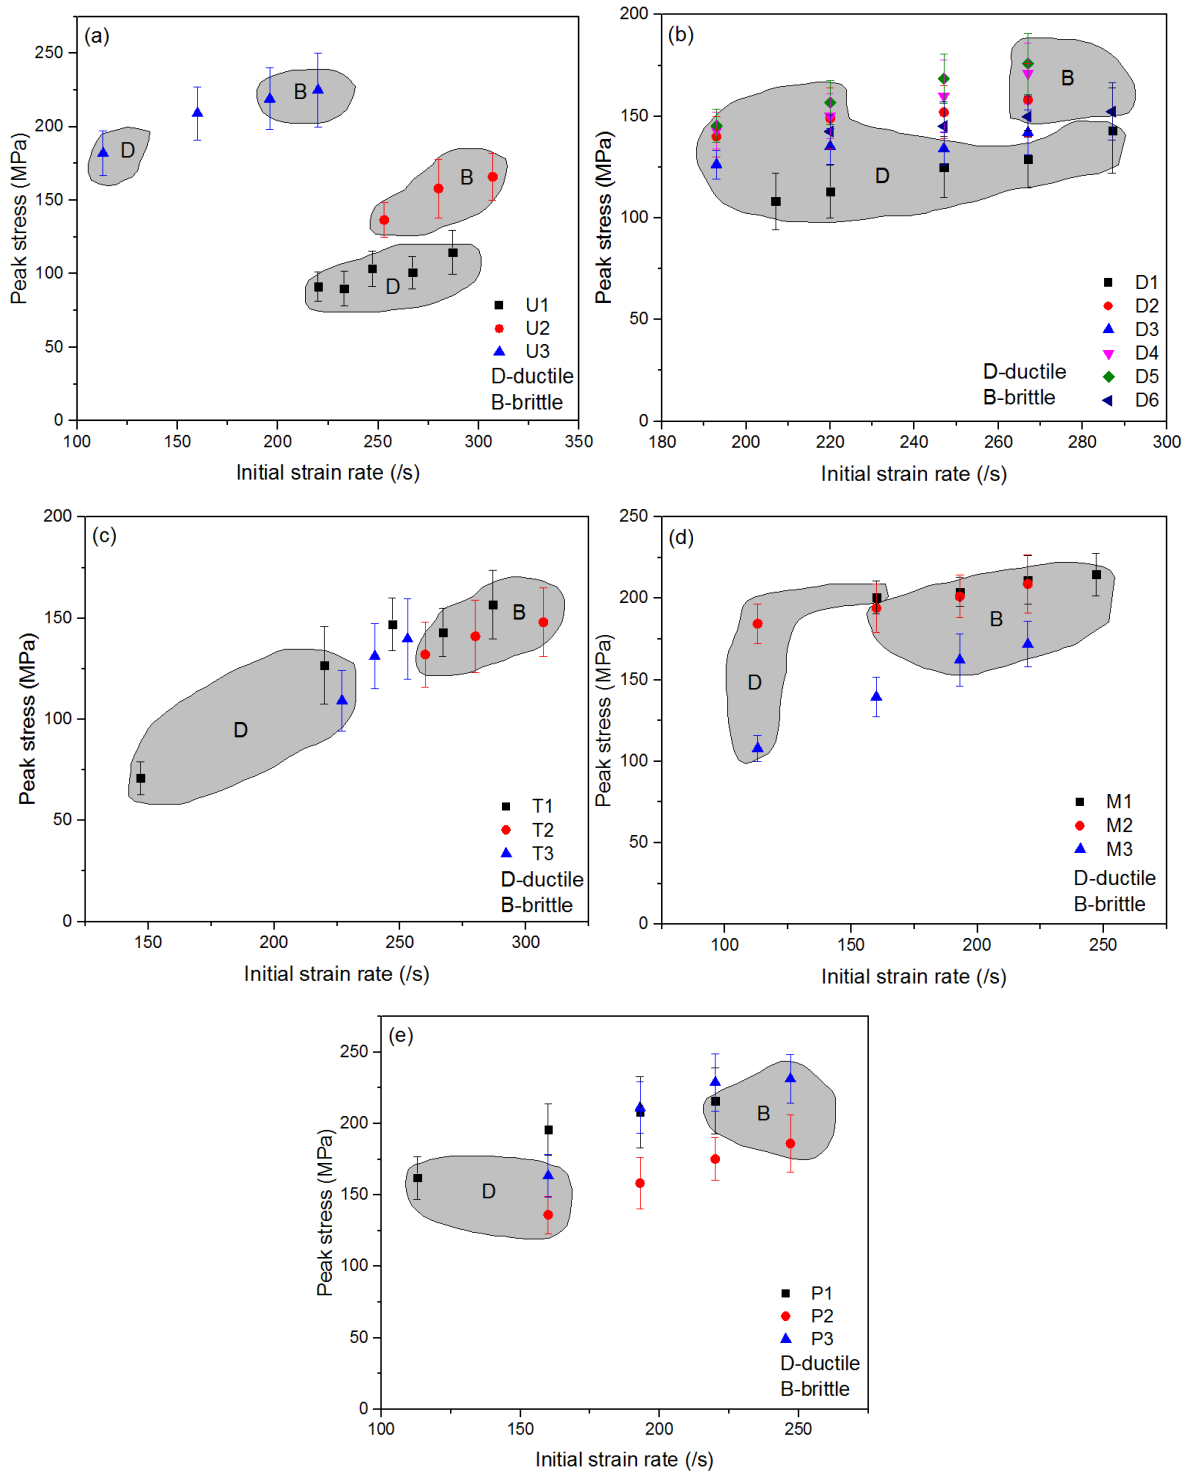 (a)
250
200
150
100
50
0
100
150
200
250
300
350
Peak stress (MPa)
Initial strain rate (/s)
B
D
B
D
U1
U2
U3
D-ductile
B-brittle
(b)
200
150
100
50
0
180
200
220
240
260
280
300
Peak stress (MPa)
Initial strain rate (/s)
B
D
D1
D2
D3
D4
D5
D6
D-ductile
B-brittle
(c)
200
150
100
50
0
150
200
250
300
Peak stress (MPa)
Initial strain rate (/s)
B
D
T1
T2
T3
D-ductile
B-brittle
(d)
250
200
150
100
50
0
100
150
200
250
Peak stress (MPa)
Initial strain rate (/s)
B
D
M1
M2
M3
D-ductile
B-brittle
(e)
250
200
150
100
50
0
100
150
200
250
Peak stress (MPa)
Initial strain rate (/s)
B
D
P1
P2
P3
D-ductile
B-brittle